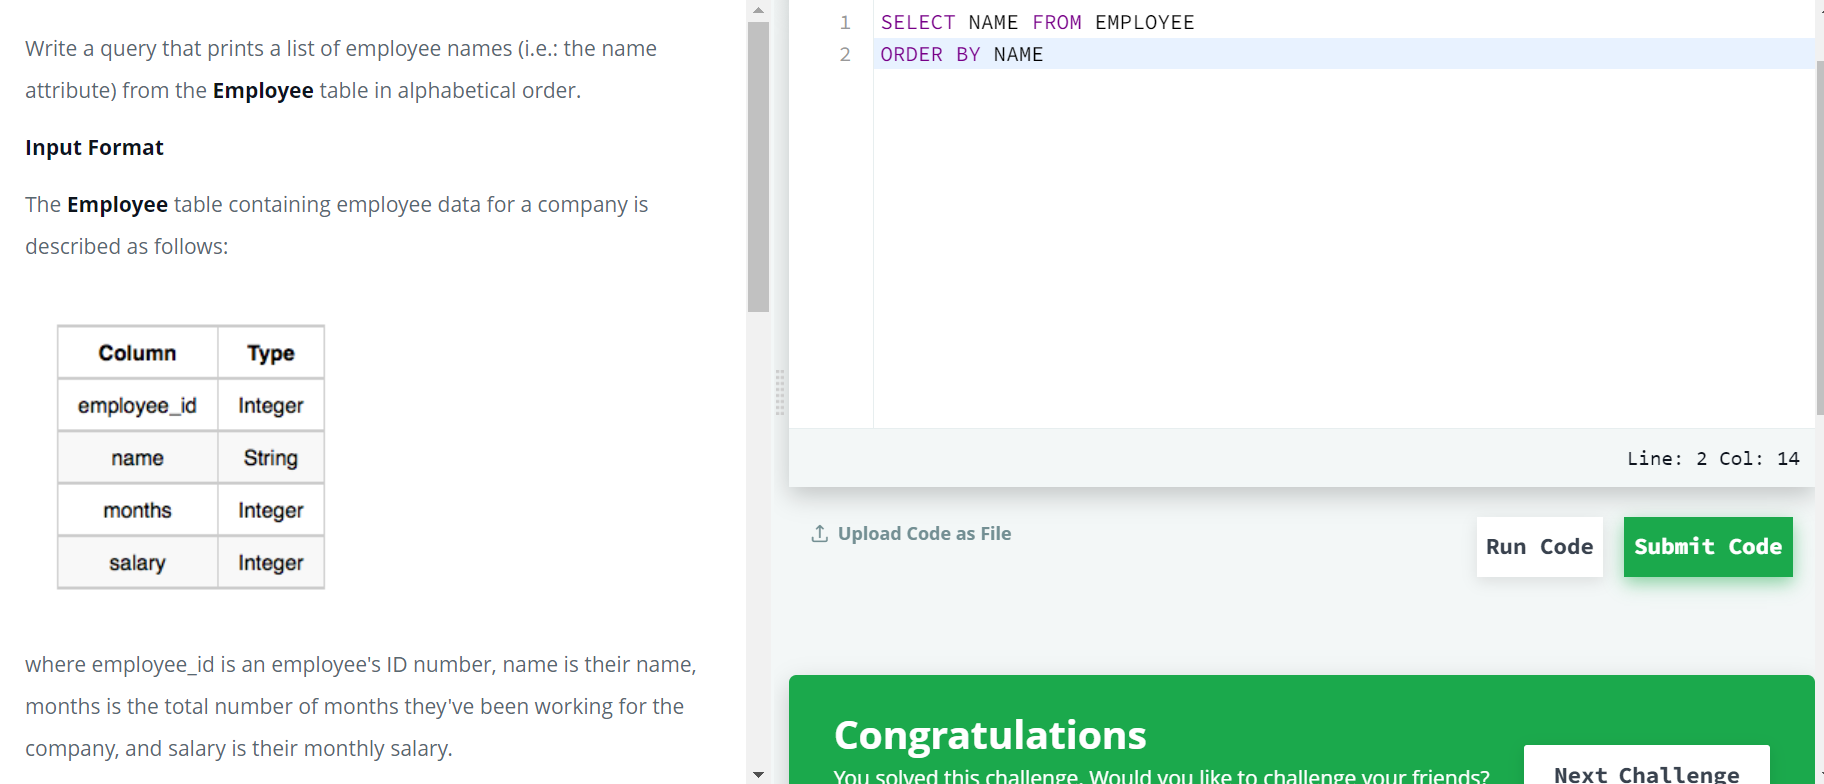 Write a query that prints a list of employee names (i.e.: the name
attribute) from the Employee table in alphabetical order.
Input Format
The Employee table containing employee data for a company is
described as follows:
Column Type
employee_id Integer
name String
months Integer
salary Integer
where employee_id is an employee's ID number, name is their name,
months is the total number of months they've been working for the
company, and salary is their monthly salary.
1 SELECT NAME FROM EMPLOYEE
2 ORDER BY NAME
Line: 2 Col: 14
Upload Code as File
Run Code
Submit Code
Congratulations
You solved this challenge. Would you like to challenge your friends?
Next Challenge